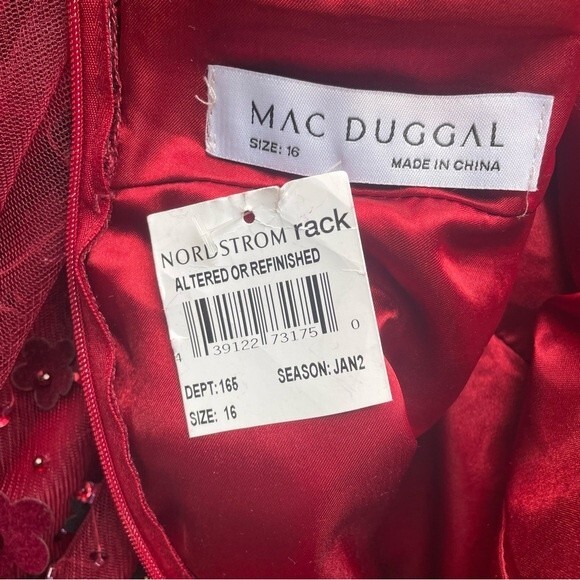 MAC DUGGAL
SIZE: 16
MADE IN CHINA
NORDSTROM rack
ALTERED OR REFINISHED
4 39122 73175 0
DEPT: 165 SEASON: JAN2
SIZE: 16